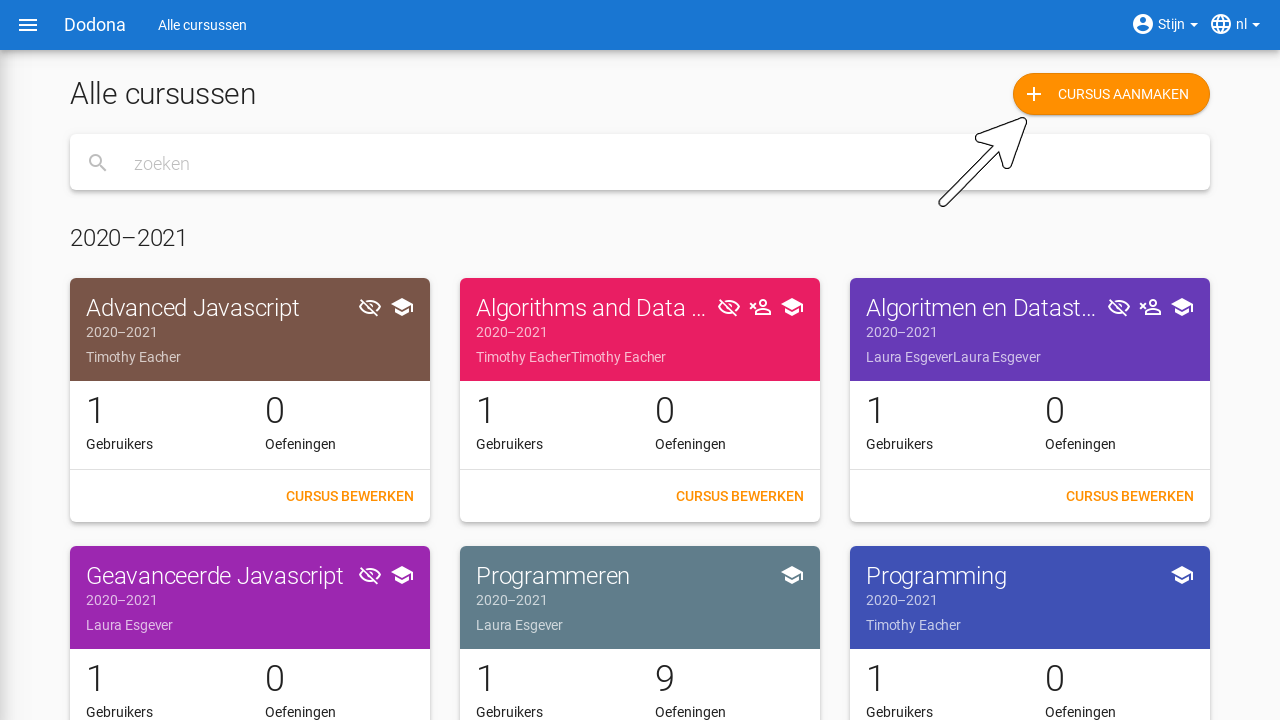 Dodona
Alle cursussen
Stijn
nl
Alle cursussen
CURSUS AANMAKEN
zoeken
2020–2021
Advanced Javascript
2020–2021
Timothy Eacher
1
Gebruikers
0
Oefeningen
CURSUS BEWERKEN
Algorithms and Data ...
2020–2021
Timothy EacherTimothy Eacher
1
Gebruikers
0
Oefeningen
CURSUS BEWERKEN
Algoritmen en Datast...
2020–2021
Laura EsgeverLaura Esgever
1
Gebruikers
0
Oefeningen
CURSUS BEWERKEN
Geavanceerde Javascript
2020–2021
Laura Esgever
1
Gebruikers
0
Oefeningen
Programmeren
2020–2021
Laura Esgever
1
Gebruikers
9
Oefeningen
Programming
2020–2021
Timothy Eacher
1
Gebruikers
0
Oefeningen